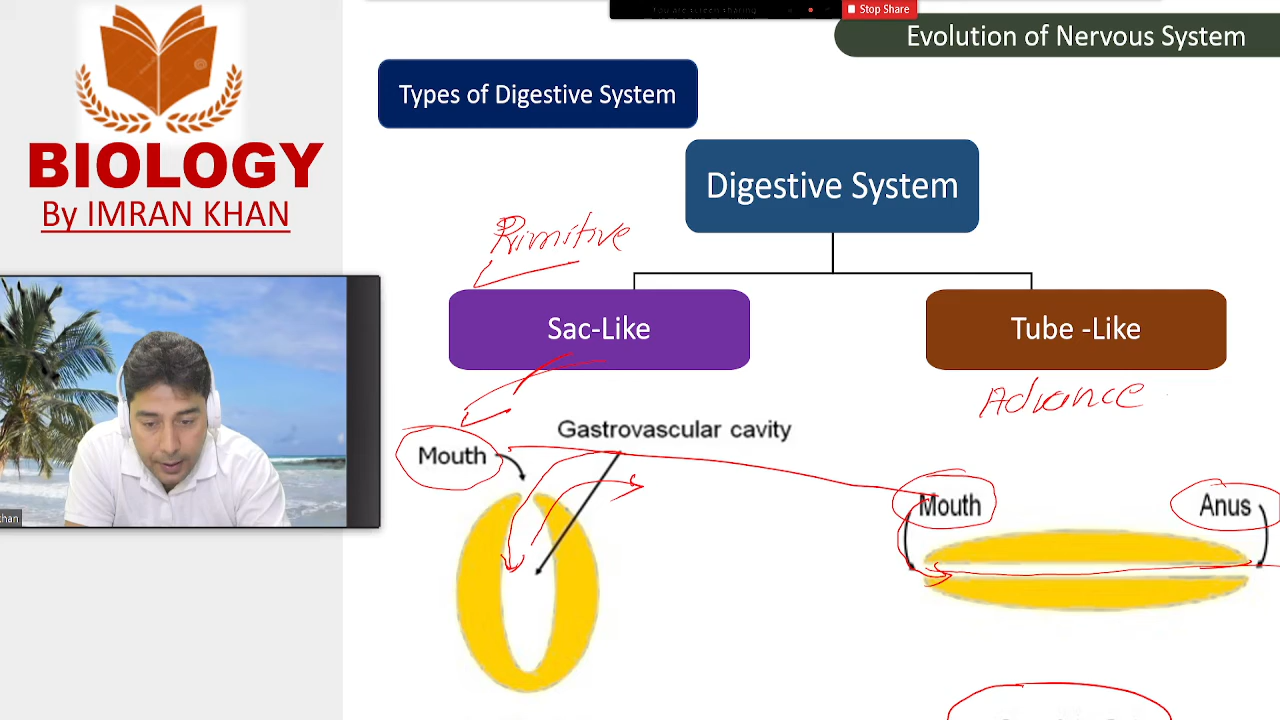 Stop Share
Evolution of Nervous System
Types of Digestive System
BIOLOGY
By IMRAN KHAN
Digestive System
Primitive
Sac-Like
Tube -Like
Advance
Gastrovascular cavity
Mouth
Mouth
Anus
khan